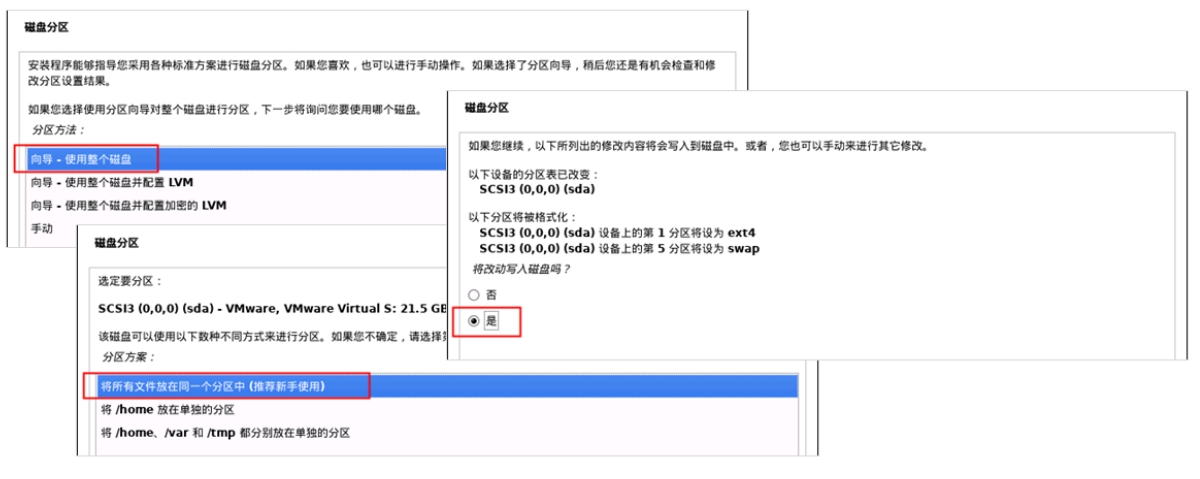 磁盘分区
安装程序能够指导您采用各种标准方案进行磁盘分区。如果您喜欢，也可以进行手动操作。如果选择了分区向导，稍后您还是有机会检查和修
改分区设置结果。
如果您选择使用分区向导对整个磁盘进行分区，下一步将询问您要使用哪个磁盘。
分区方法：
向导 - 使用整个磁盘
向导 - 使用整个磁盘并配置 LVM
向导 - 使用整个磁盘并配置加密的 LVM
手动
磁盘分区
选定要分区：
SCSI3 (0,0,0) (sda) - VMware, VMware Virtual S: 21.5 GB
该磁盘可以使用以下数种不同方式来进行分区。如果您不确定，请选择
分区方案：
将所有文件放在同一个分区中 (推荐新手使用)
将 /home 放在单独的分区
将 /home、/var 和 /tmp 都分别放在单独的分区
磁盘分区
如果您继续，以下所列出的修改内容将会写入到磁盘中。或者，您也可以手动来进行其它修改。
以下设备的分区表已改变：
SCSI3 (0,0,0) (sda)
以下分区将被格式化：
SCSI3 (0,0,0) (sda) 设备上的第 1 分区将设为 ext4
SCSI3 (0,0,0) (sda) 设备上的第 5 分区将设为 swap
将改动写入磁盘吗？
否
是